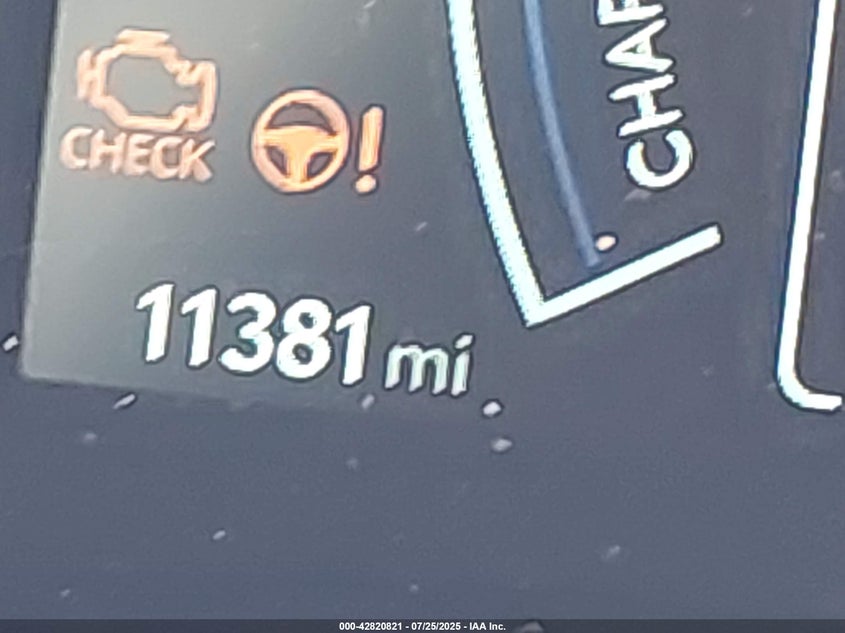 CHAR
CHECK
!
11381 mi
000-42820821 - 07/25/2025 - IAA Inc.